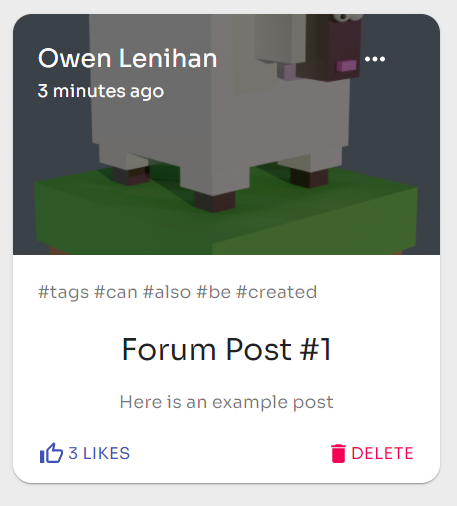 Owen Lenihan
3 minutes ago
#tags #can #also #be #created
Forum Post #1
Here is an example post
3 LIKES
DELETE